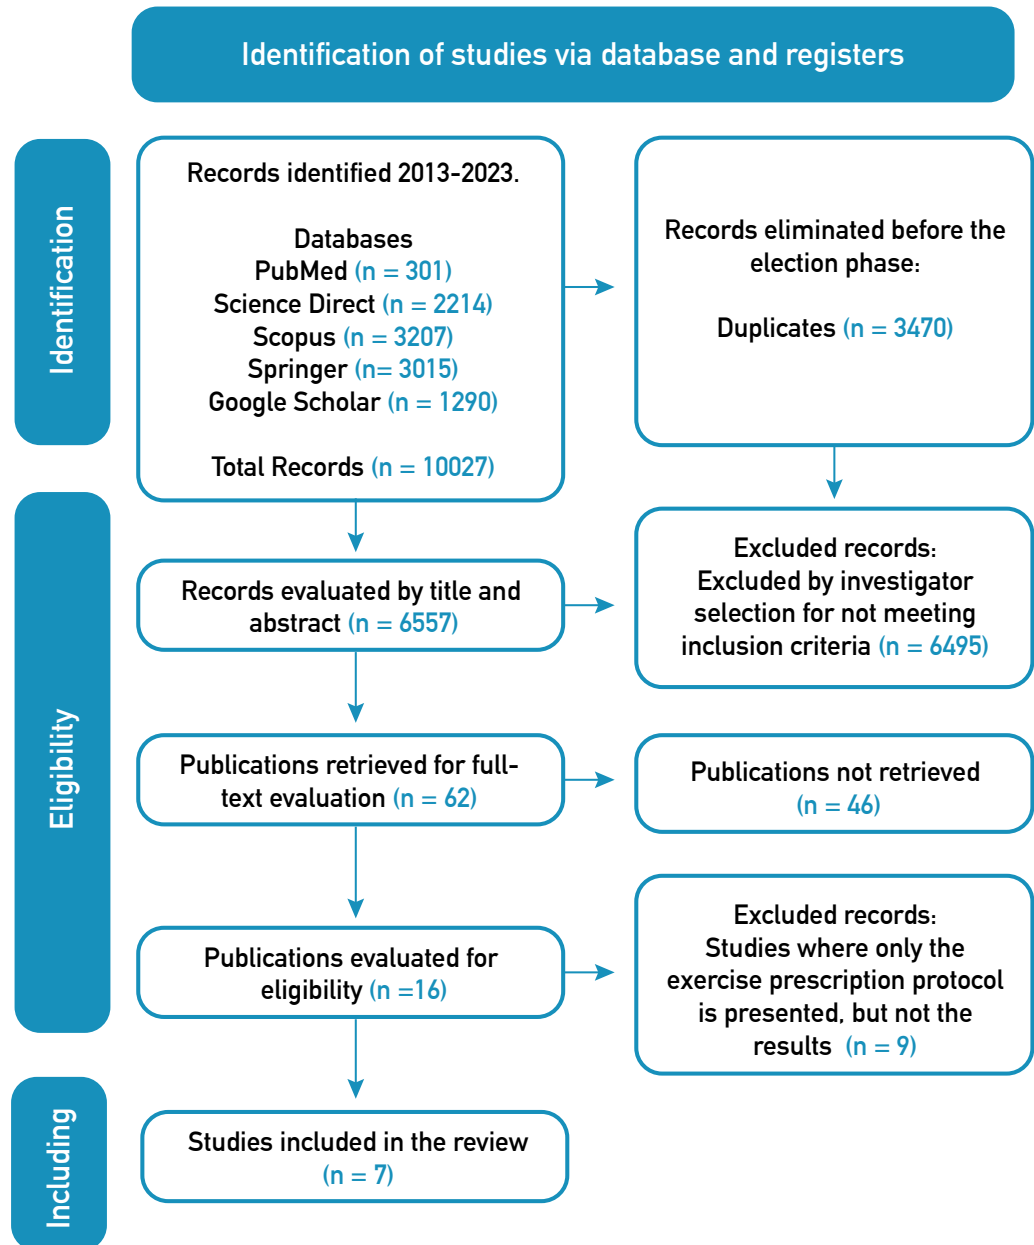 Identification of studies via database and registers
Identification
Records identified 2013-2023.
Databases
PubMed (n = 301)
Science Direct (n = 2214)
Scopus (n = 3207)
Springer (n= 3015)
Google Scholar (n = 1290)
Total Records (n = 10027)
Records eliminated before the
election phase:
Duplicates (n = 3470)
Eligibility
Records evaluated by title and
abstract (n = 6557)
Excluded records:
Excluded by investigator
selection for not meeting
inclusion criteria (n = 6495)
Publications retrieved for full-
text evaluation (n = 62)
Publications not retrieved
(n = 46)
Publications evaluated for
eligibility (n =16)
Excluded records:
Studies where only the
exercise prescription protocol
is presented, but not the
results (n = 9)
Including
Studies included in the review
(n = 7)